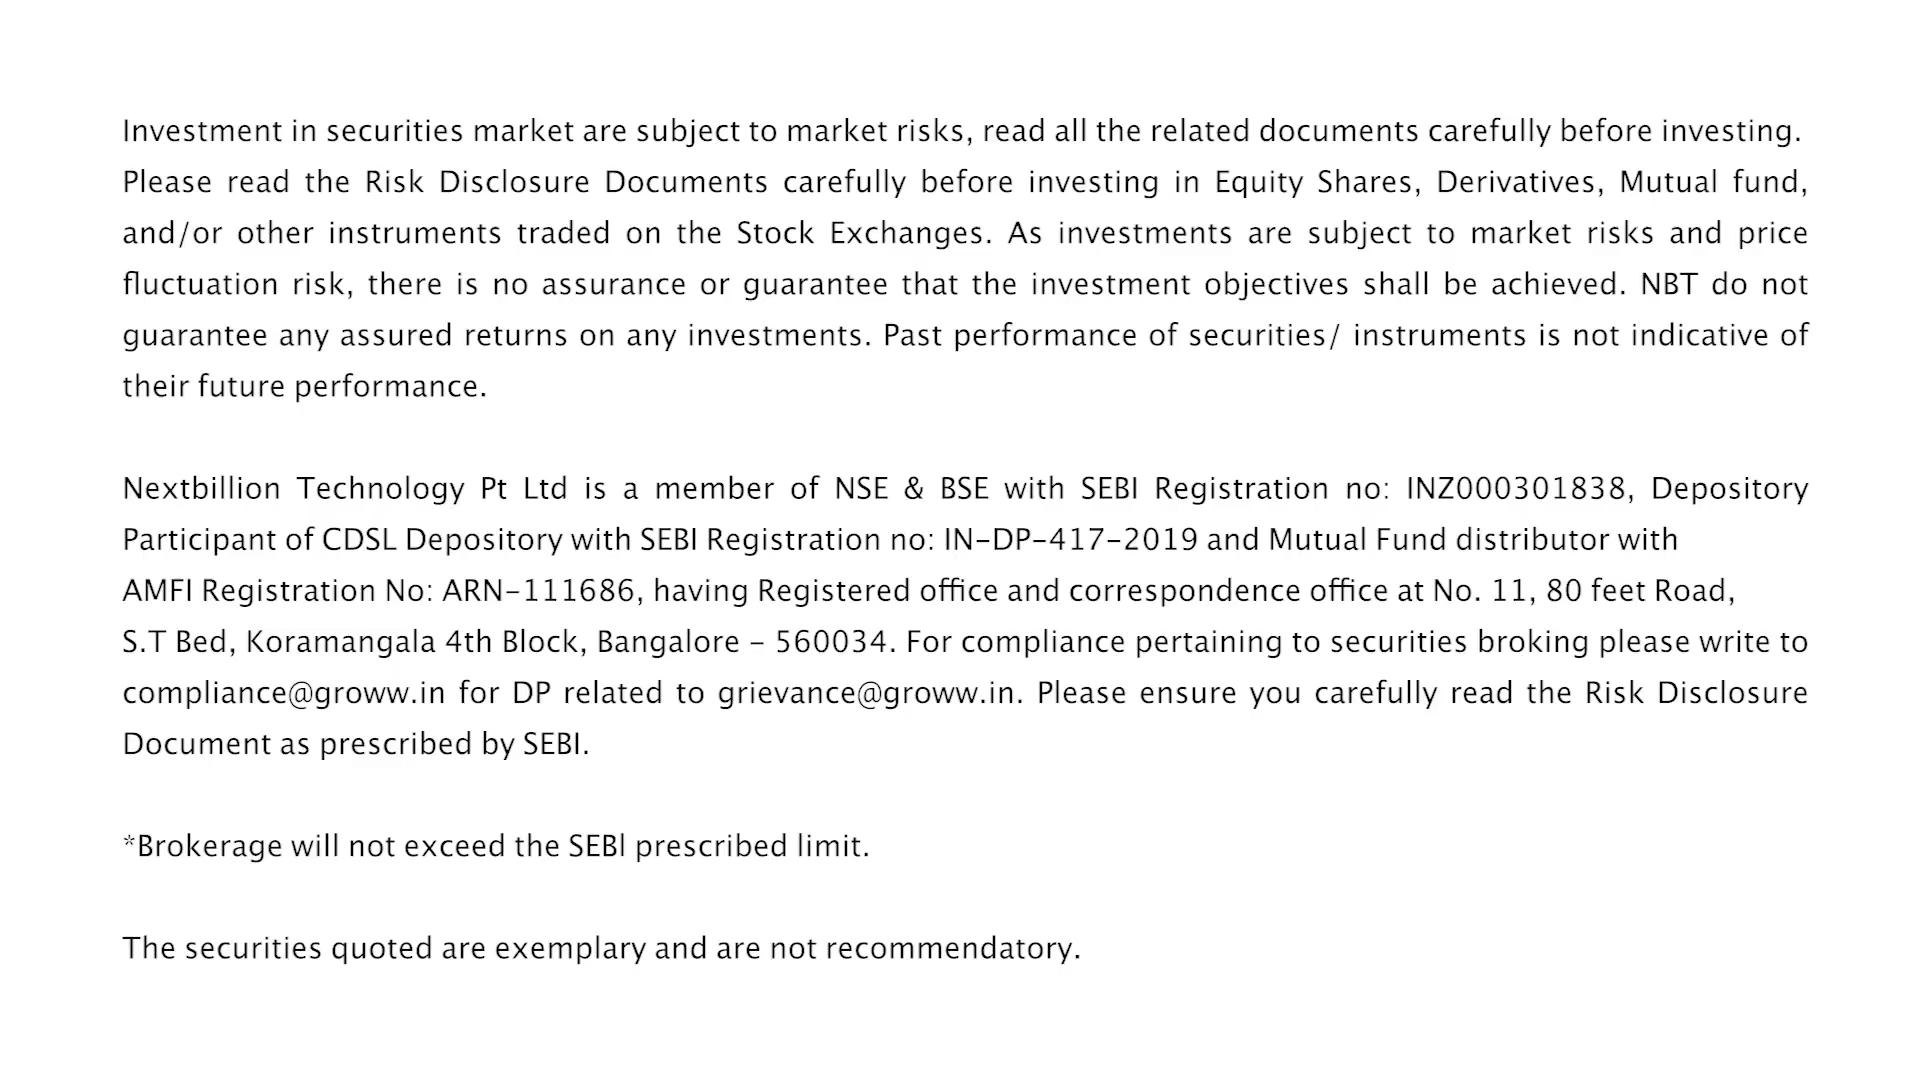 Investment in securities market are subject to market risks, read all the related documents carefully before investing.
Please read the Risk Disclosure Documents carefully before investing in Equity Shares, Derivatives, Mutual fund,
and/or other instruments traded on the Stock Exchanges. As investments are subject to market risks and price
fluctuation risk, there is no assurance or guarantee that the investment objectives shall be achieved. NBT do not
guarantee any assured returns on any investments. Past performance of securities/ instruments is not indicative of
their future performance.
Nextbillion Technology Pt Ltd is a member of NSE & BSE with SEBI Registration no: INZ000301838, Depository
Participant of CDSL Depository with SEBI Registration no: IN-DP-417-2019 and Mutual Fund distributor with
AMFI Registration No: ARN-111686, having Registered office and correspondence office at No. 11, 80 feet Road,
S.T Bed, Koramangala 4th Block, Bangalore - 560034. For compliance pertaining to securities broking please write to
compliance@groww.in for DP related to grievance@groww.in. Please ensure you carefully read the Risk Disclosure
Document as prescribed by SEBI.
*Brokerage will not exceed the SEBl prescribed limit.
The securities quoted are exemplary and are not recommendatory.